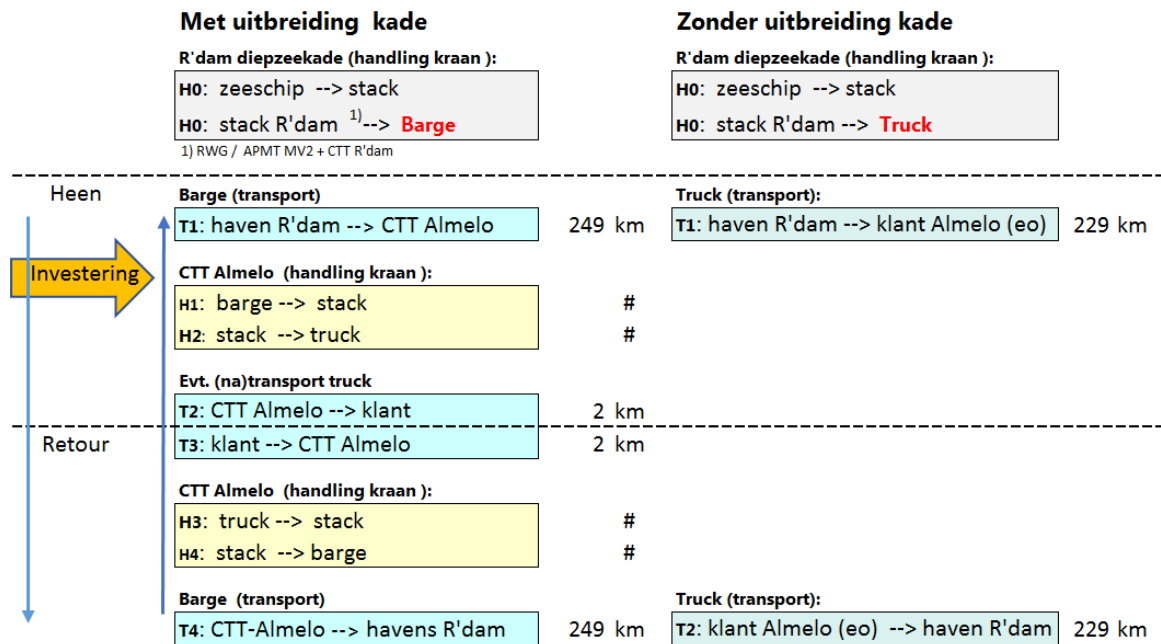 Met uitbreiding kade
Zonder uitbreiding kade
R'dam diepzeekade (handling kraan ):
R'dam diepzeekade (handling kraan ):
H0: zeeschip --> stack
H0: zeeschip --> stack
H0: stack R'dam 1)--> Barge
H0: stack R'dam --> Truck
1) RWG / APMT MV2 + CTT R'dam
Heen
Barge (transport)
Truck (transport):
T1: haven R'dam --> CTT Almelo 249 km
T1: haven R'dam --> klant Almelo (eo) 229 km
Investering
CTT Almelo (handling kraan ):
H1: barge --> stack #
H2: stack --> truck #
Evt. (na)transport truck
T2: CTT Almelo --> klant 2 km
Retour
T3: klant --> CTT Almelo 2 km
CTT Almelo (handling kraan ):
H3: truck --> stack #
H4: stack --> barge #
Barge (transport)
Truck (transport):
T4: CTT-Almelo --> havens R'dam 249 km
T2: klant Almelo (eo) --> haven R'dam 229 km